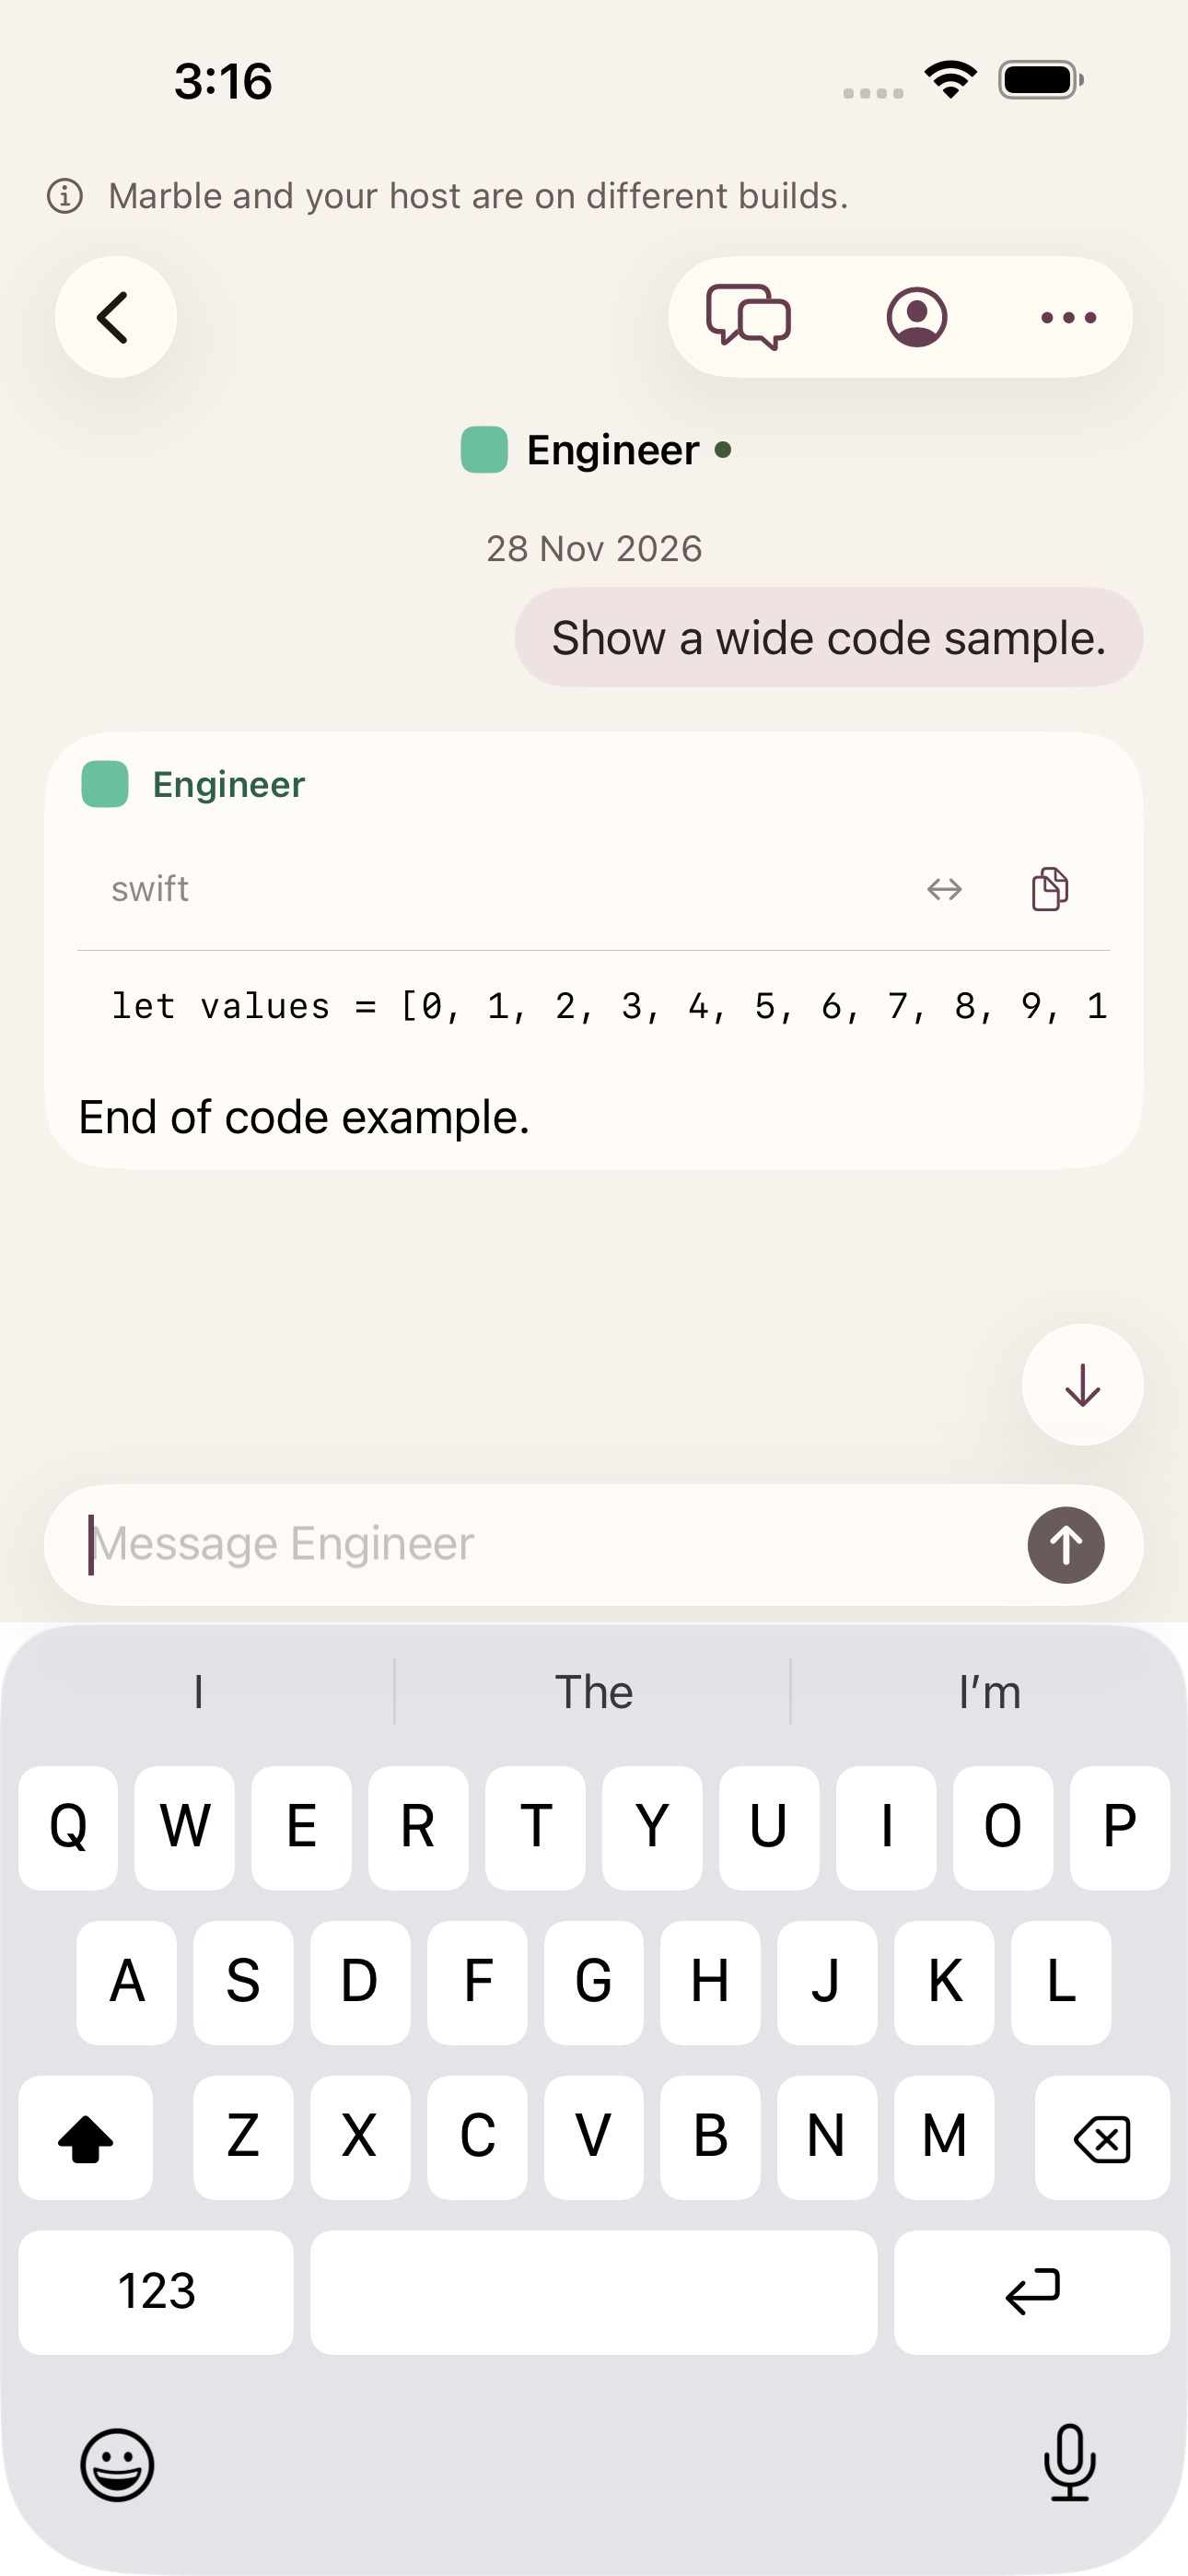 3:16
Marble and your host are on different builds.
Engineer
28 Nov 2026
Show a wide code sample.
Engineer
swift
let values = [0, 1, 2, 3, 4, 5, 6, 7, 8, 9, 1
End of code example.
Message Engineer
I The I’m
Q W E R T Y U I O P
A S D F G H J K L
Z X C V B N M
123